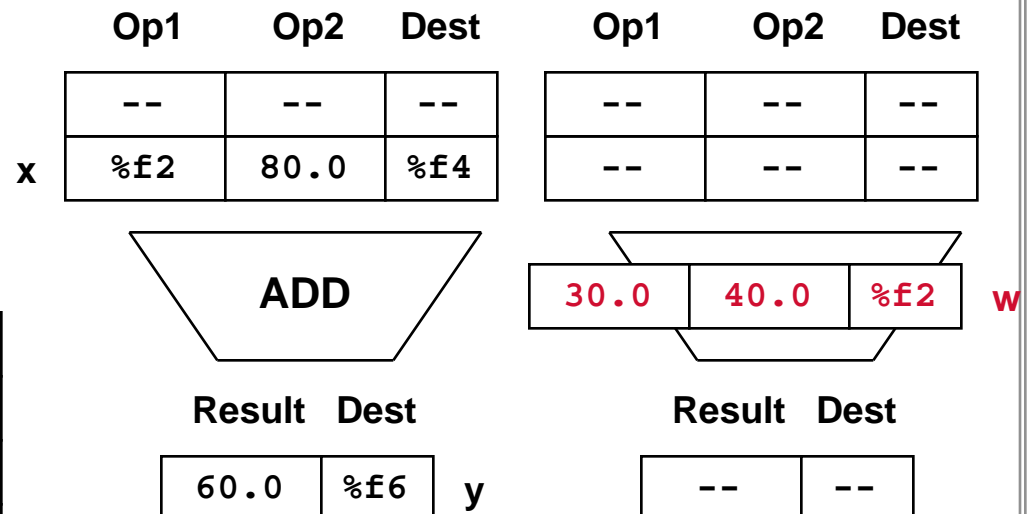 Op1 Op2 Dest Op1 Op2 Dest
-- -- -- -- -- --
x %f2 80.0 %f4 -- -- --
ADD 30.0 40.0 %f2 w
Result Dest Result Dest
60.0 %f6 y -- --